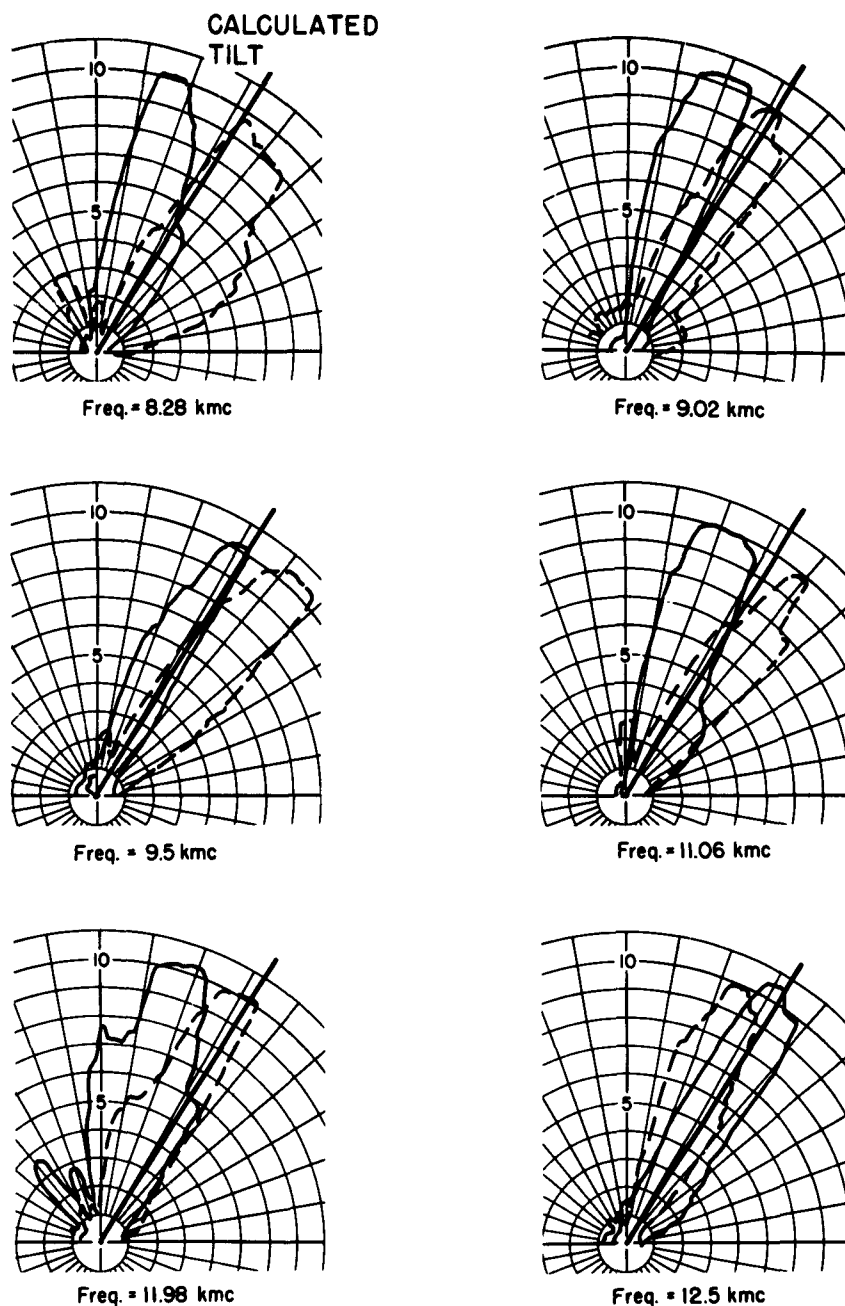 CALCULATED
TILT
10
5
Freq. = 8.28 kmc
10
5
Freq. = 9.02 kmc
10
5
Freq. = 9.5 kmc
10
5
Freq. = 11.06 kmc
10
5
Freq. = 11.98 kmc
10
5
Freq. = 12.5 kmc